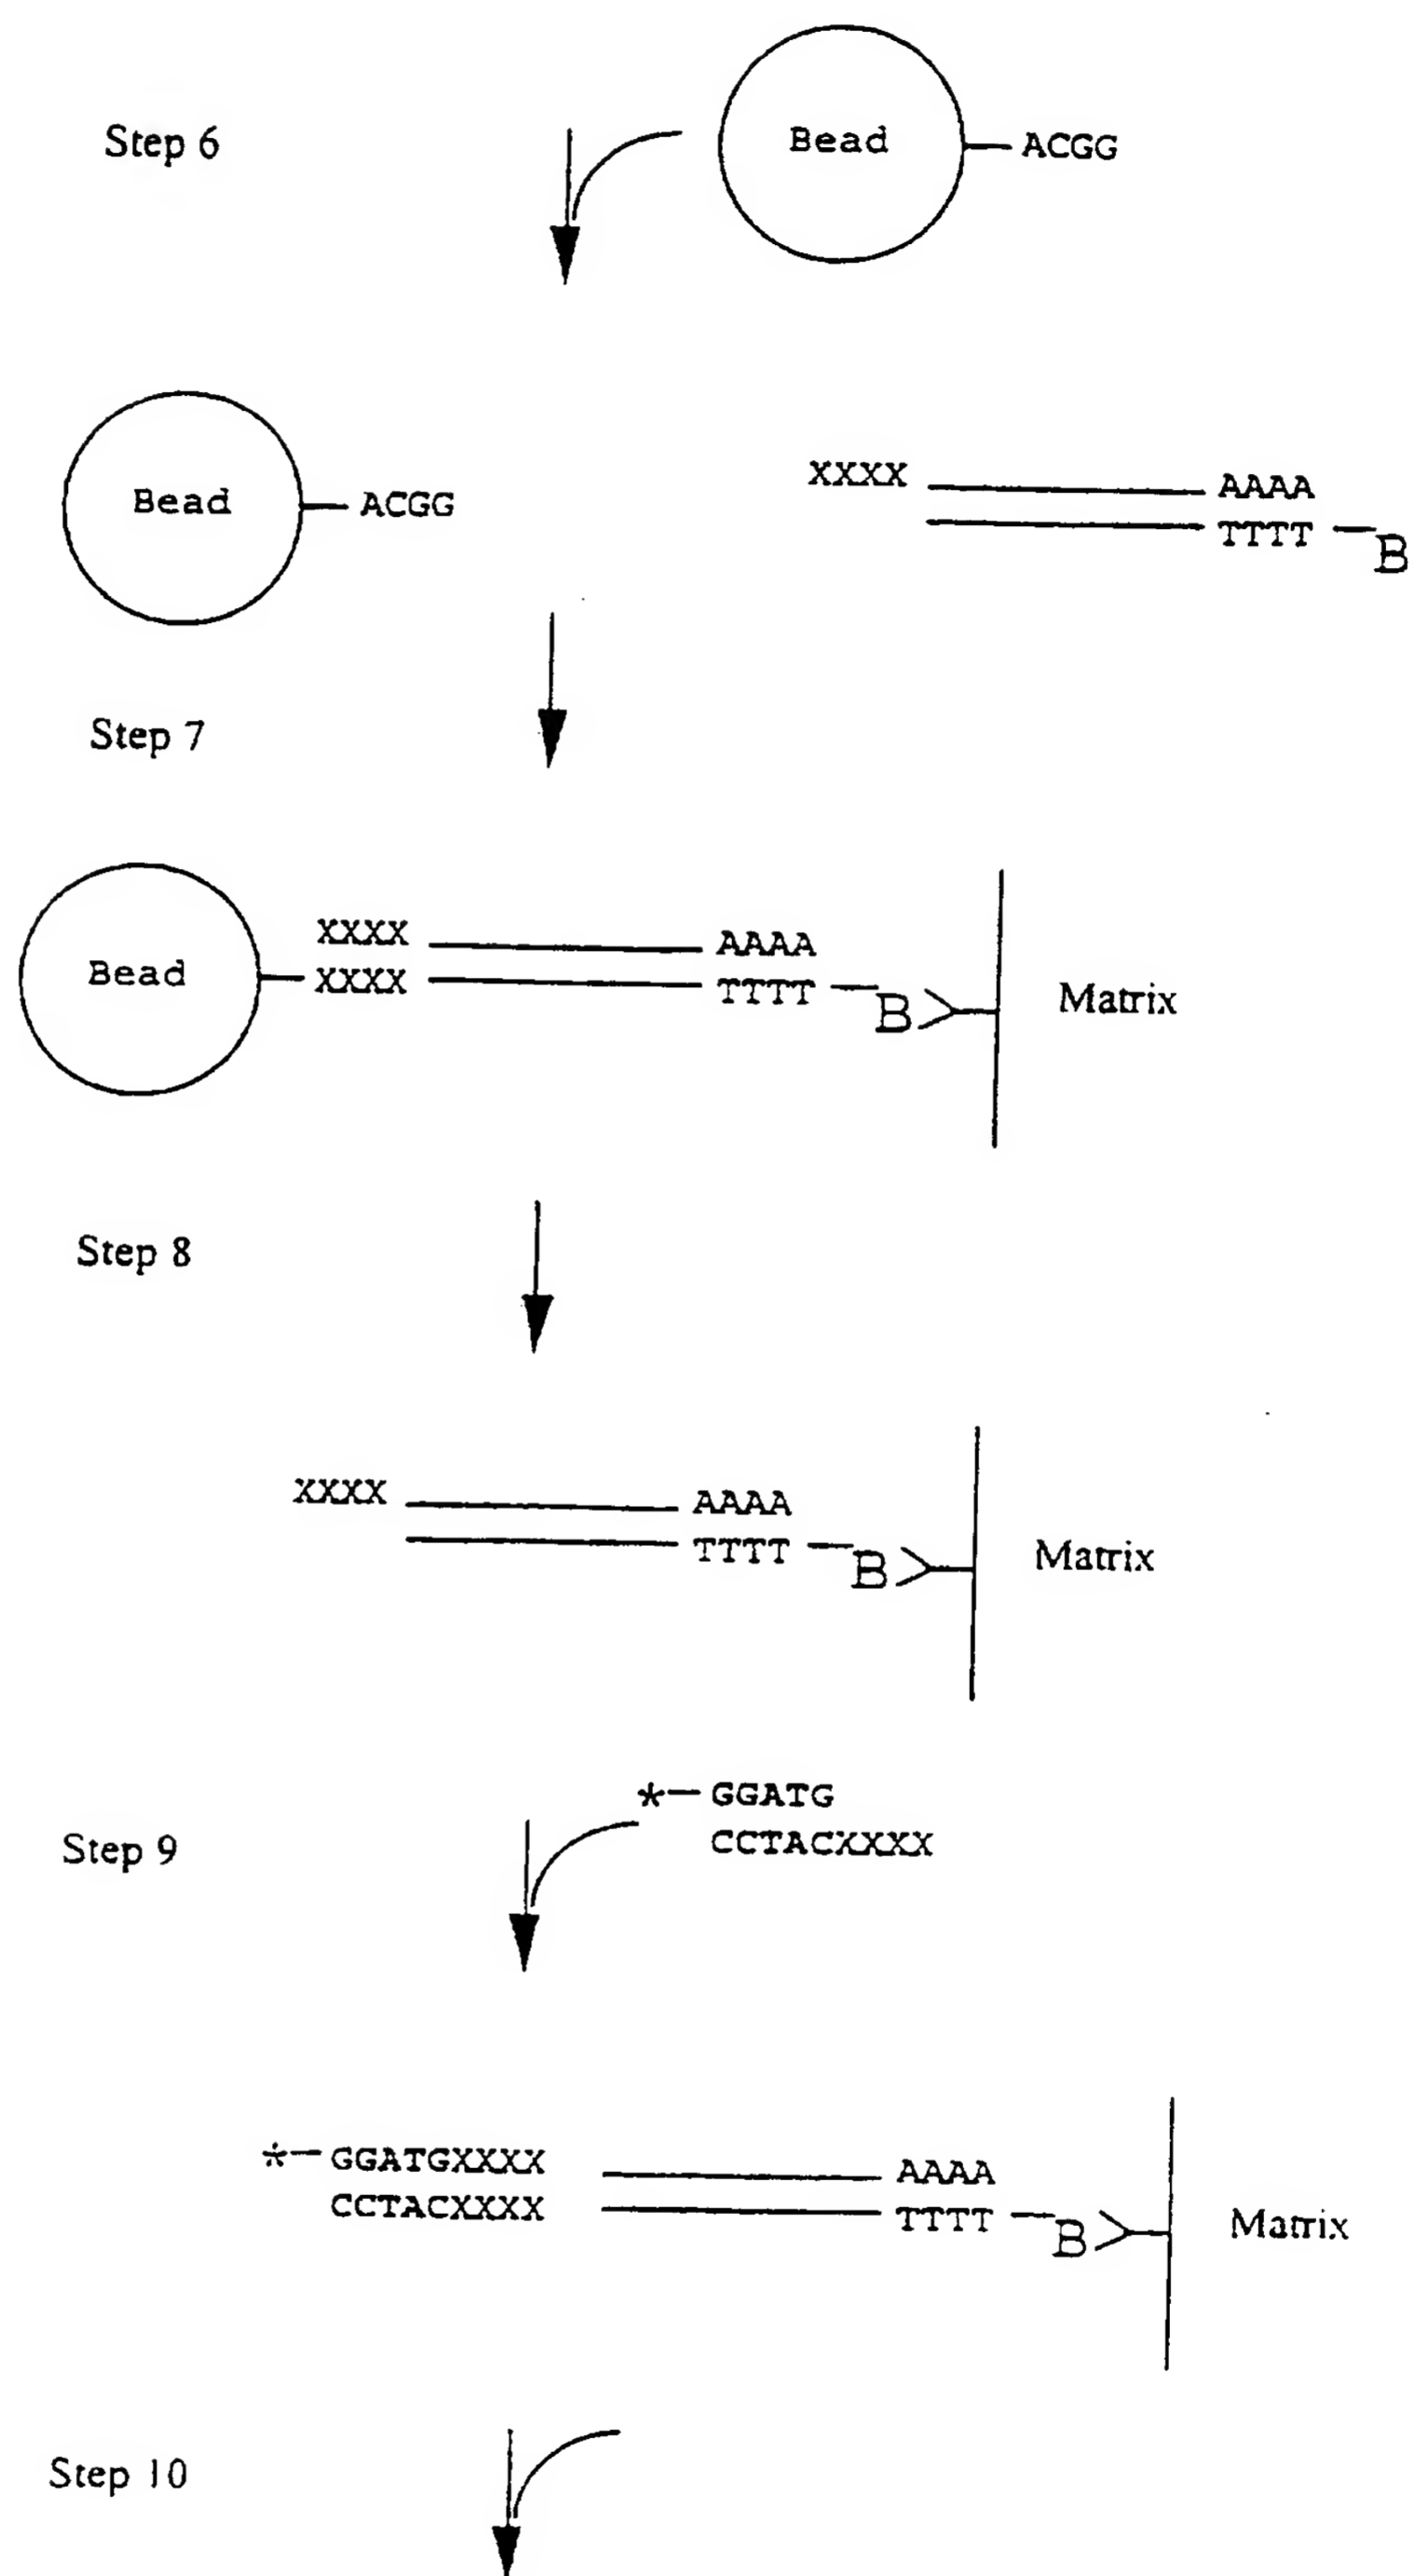 Step 6
Bead
ACGG
Bead
ACGG
XXXX
AAAA
TTTT
B
Step 7
Bead
XXXX
AAAA
XXXX
TTTT
B
Matrix
Step 8
XXXX
AAAA
TTTT
B
Matrix
*— GGATG
CCTACXXXX
Step 9
*— GGATGXXXX
AAAA
CCTACXXXX
TTTT
B
Matrix
Step 10